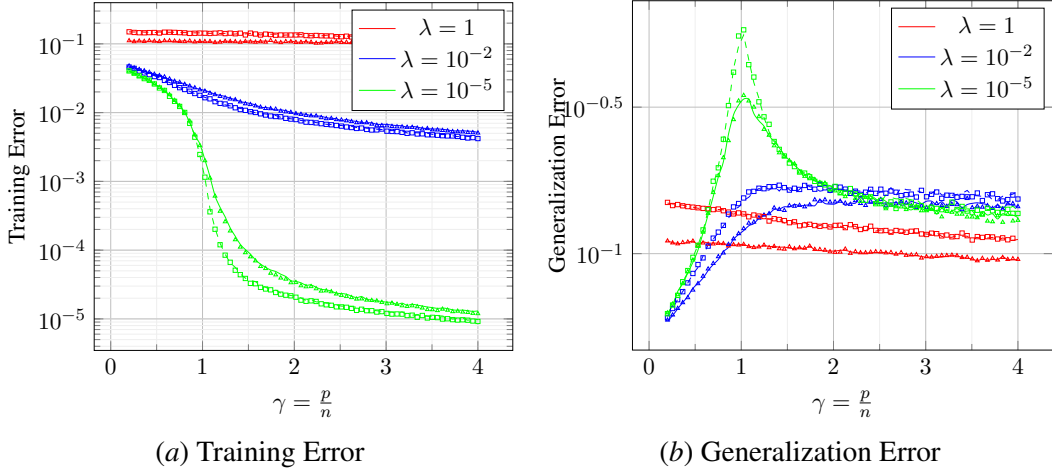 10^{-1}
10^{-2}
10^{-3}
10^{-4}
10^{-5}
Training Error
0 1 2 3 4
γ = p/n
λ = 1
λ = 10^{-2}
λ = 10^{-5}
(a) Training Error
10^{-0.5}
10^{-1}
Generalization Error
0 1 2 3 4
γ = p/n
λ = 1
λ = 10^{-2}
λ = 10^{-5}
(b) Generalization Error